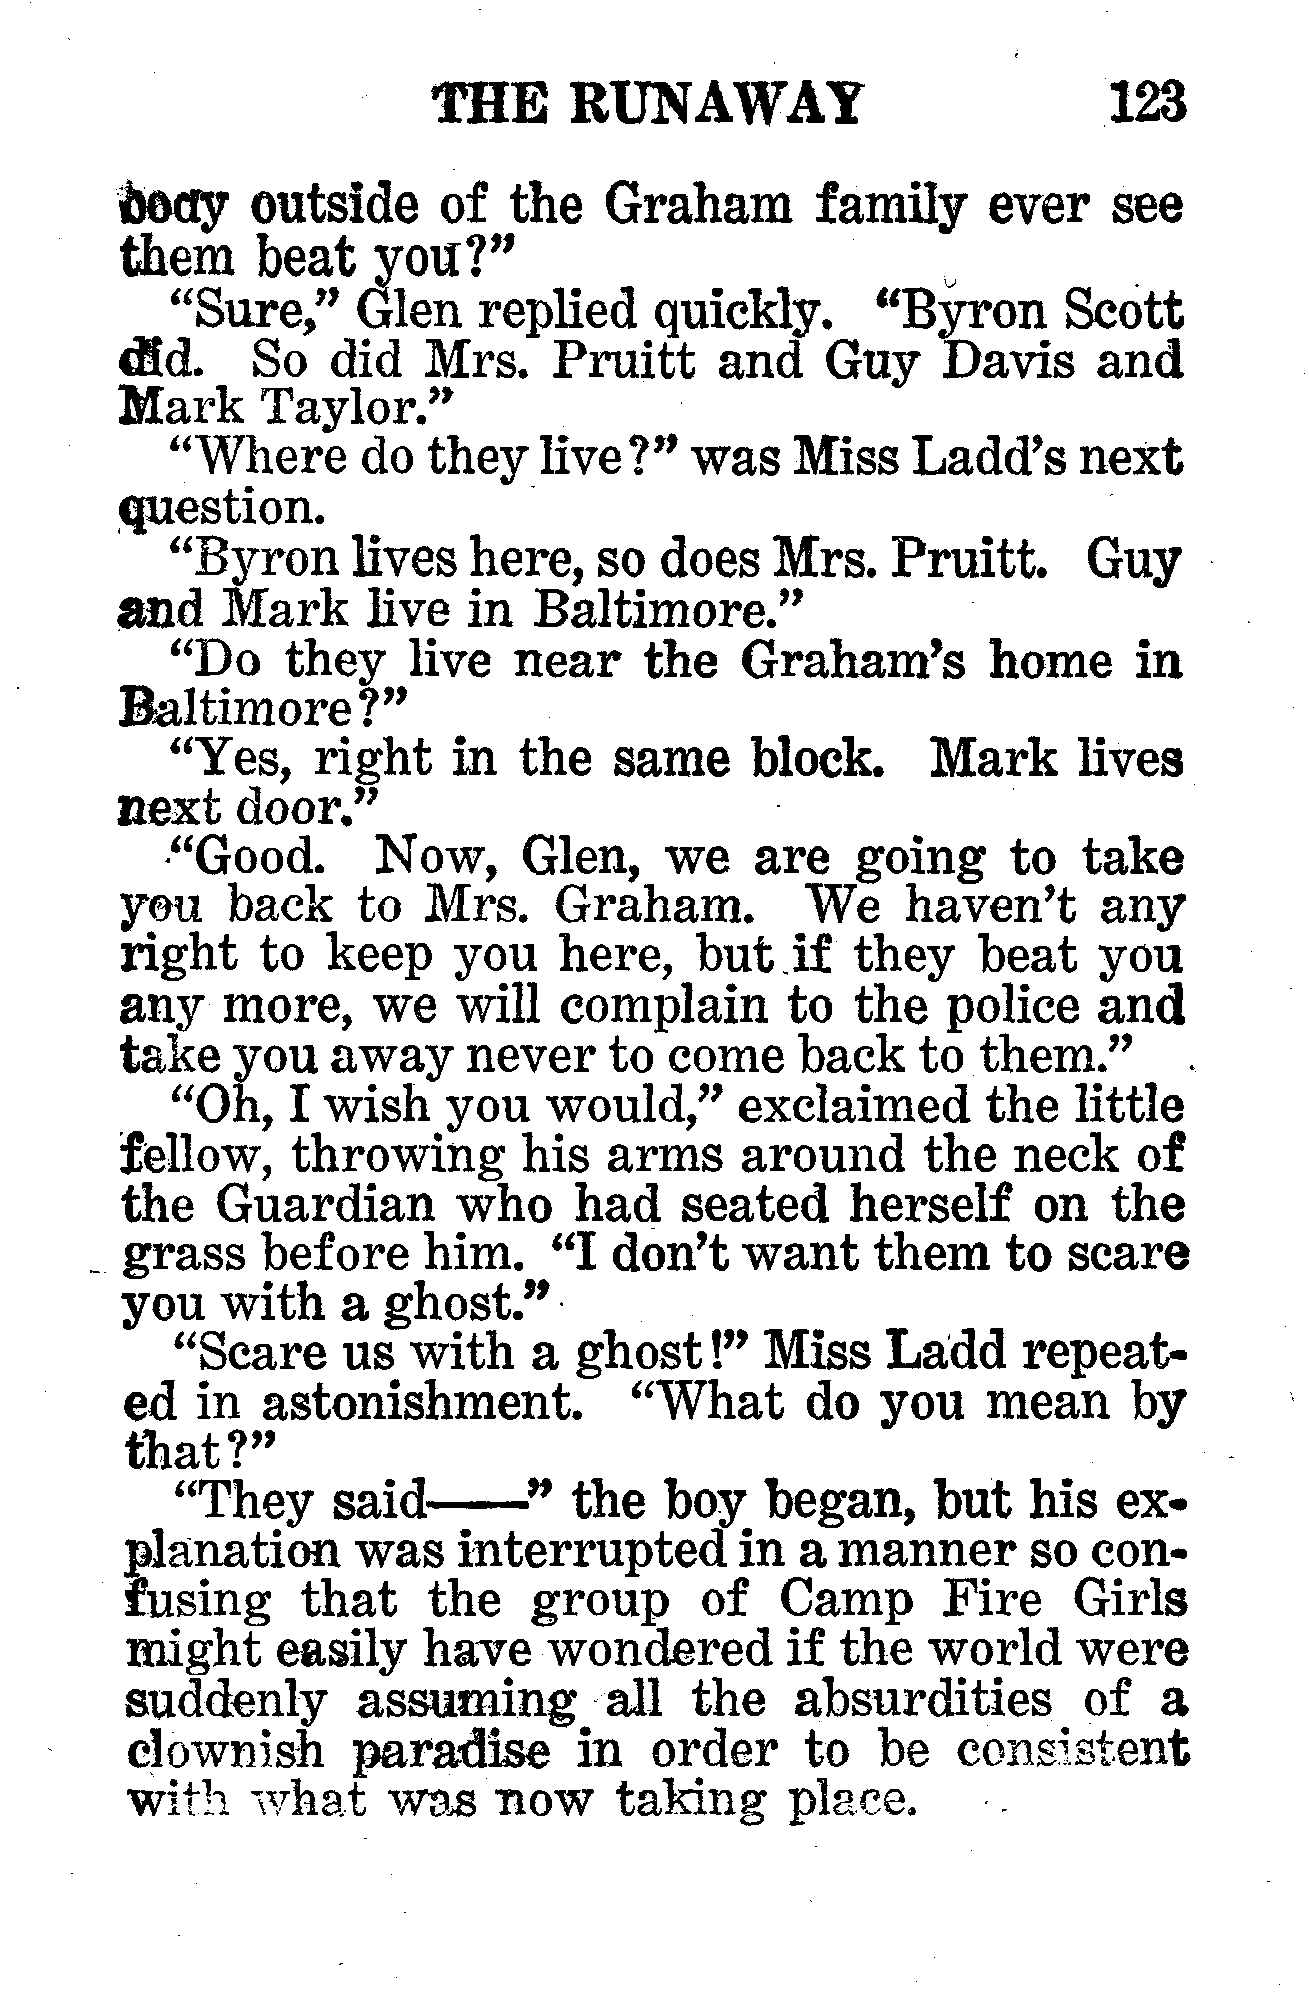 THE RUNAWAY 123
body outside of the Graham family ever see
them beat you?”
“Sure,” Glen replied quickly. “Byron Scott
did. So did Mrs. Pruitt and Guy Davis and
Mark Taylor.”
“Where do they live?” was Miss Ladd’s next
question.
“Byron lives here, so does Mrs. Pruitt. Guy
and Mark live in Baltimore.”
“Do they live near the Graham’s home in
Baltimore?”
“Yes, right in the same block. Mark lives
next door.”
“Good. Now, Glen, we are going to take
you back to Mrs. Graham. We haven’t any
right to keep you here, but if they beat you
any more, we will complain to the police and
take you away never to come back to them.”
“Oh, I wish you would,” exclaimed the little
fellow, throwing his arms around the neck of
the Guardian who had seated herself on the
grass before him. “I don’t want them to scare
you with a ghost.”
“Scare us with a ghost!” Miss Ladd repeat-
ed in astonishment. “What do you mean by
that?”
“They said——” the boy began, but his ex-
planation was interrupted in a manner so con-
fusing that the group of Camp Fire Girls
might easily have wondered if the world were
suddenly assuming all the absurdities of a
clownish paradise in order to be consistent
with what was now taking place.